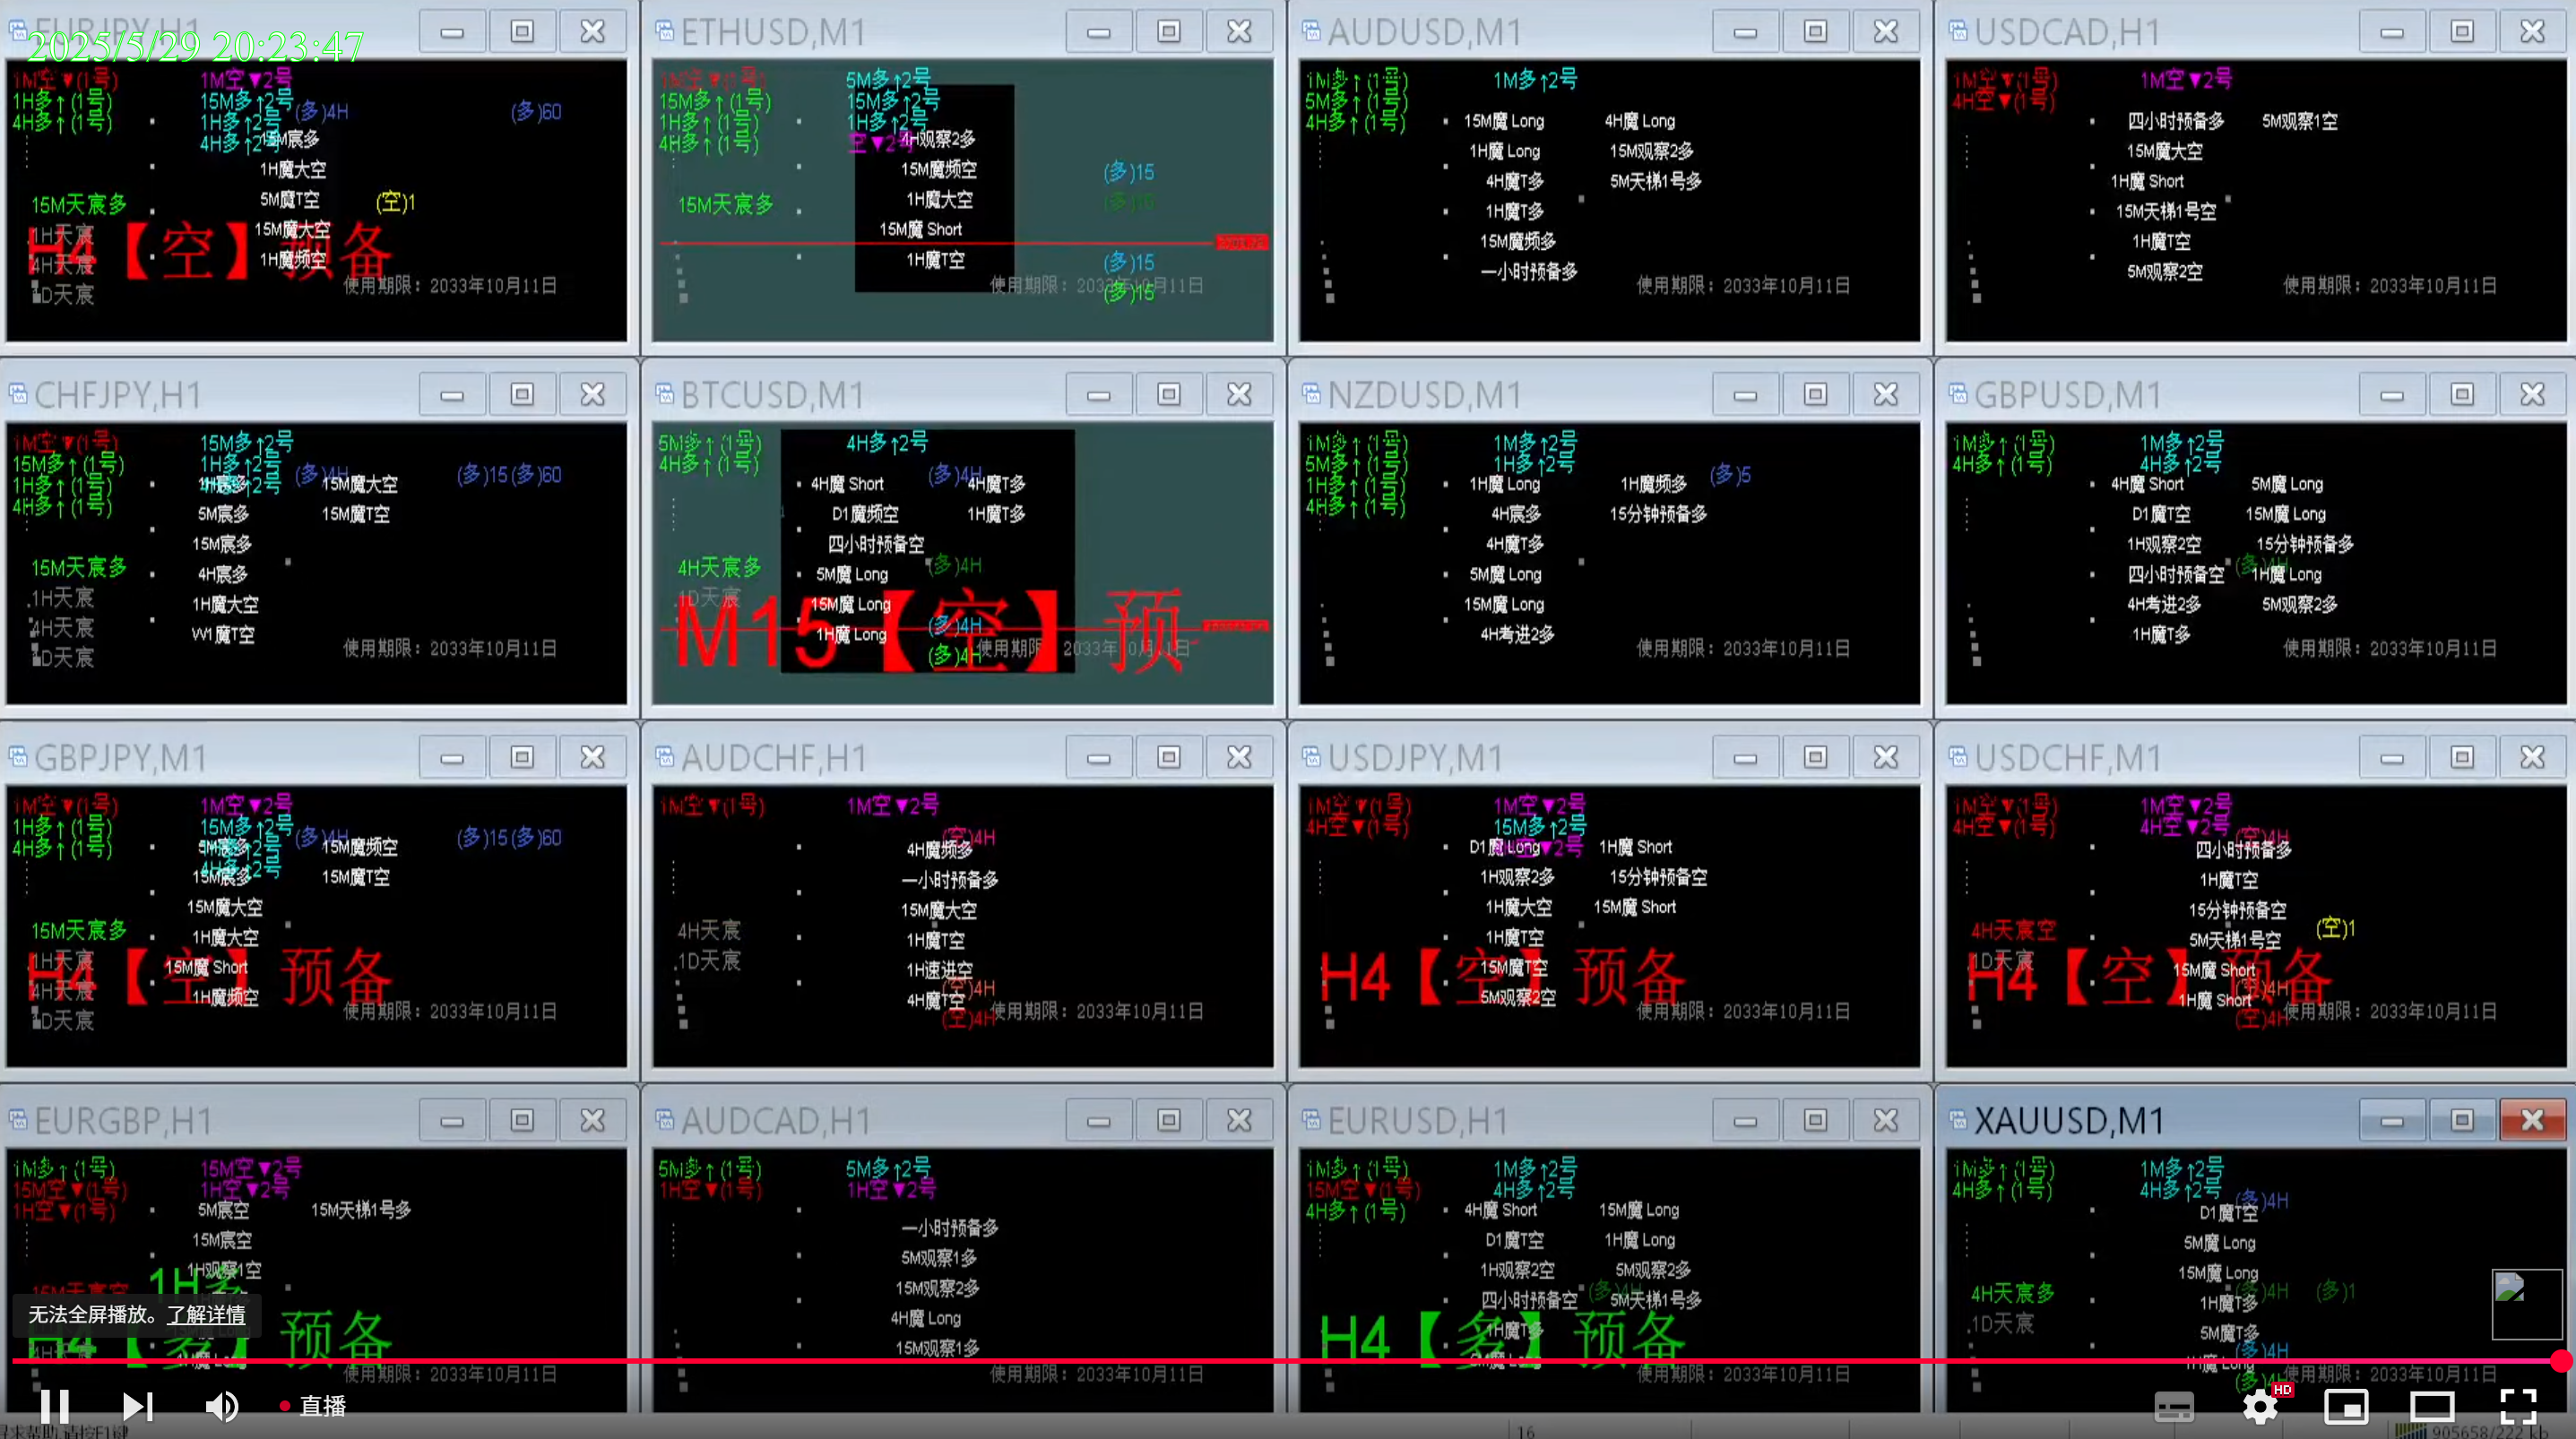 EURJPY,H1
2025/5/29 20:23:47
1M空▼(1号)
1H多↑(1号)
4H多↑(1号)
1M空▼2号
15M多↑2号
1H多↑2号
4H多↑2号
(多)4H
(多)60
15M宸多
1H魔大空
5M魔T空
(空)1
15M魔大空
1H魔频空
15M天宸多
1H天宸
4H天宸
1D天宸
H4【空】预备
使用期限：2033年10月11日
ETHUSD,M1
1M空▼(1号)
15M多↑(1号)
1H多↑(1号)
4H多↑(1号)
5M多↑2号
15M多↑2号
1H多↑2号
空▼2号
4H观察2多
15M魔频空
1H魔大空
15M魔 Short
1H魔T空
15M天宸多
(多)15
(多)15
(多)15
(多)15
使用期限：2033年10月11日
AUDUSD,M1
1M多↑(1号)
5M多↑(1号)
4H多↑(1号)
1M多↑2号
15M魔 Long
4H魔 Long
1H魔 Long
15M观察2多
4H魔T多
5M天梯1号多
1H魔T多
15M魔频多
一小时预备多
使用期限：2033年10月11日
USDCAD,H1
1M空▼(1号)
4H空▼(1号)
1M空▼2号
四小时预备多
5M观察1空
15M魔大空
1H魔 Short
15M天梯1号空
1H魔T空
5M观察2空
使用期限：2033年10月11日
CHFJPY,H1
1M空▼(1号)
15M多↑(1号)
1H多↑(1号)
4H多↑(1号)
15M多↑2号
1H多↑2号
4H多↑2号
(多)4H
(多)15(多)60
1H宸多
15M魔大空
5M宸多
15M魔T空
15M宸多
4H宸多
1H魔大空
W1魔T空
15M天宸多
1H天宸
4H天宸
1D天宸
使用期限：2033年10月11日
BTCUSD,M1
5M多↑(1号)
4H多↑(1号)
4H多↑2号
4H魔 Short
(多)4H
4H魔T多
D1魔频空
1H魔T多
四小时预备空
(多)4H
5M魔 Long
15M魔 Long
(多)4H
1H魔 Long
(多)4H
4H天宸多
1D天宸
M15【空】预
使用期限：2033年10月11日
NZDUSD,M1
1M多↑(1号)
5M多↑(1号)
1H多↑(1号)
4H多↑(1号)
1M多↑2号
1H多↑2号
(多)5
1H魔 Long
1H魔频多
4H宸多
15分钟预备多
4H魔T多
5M魔 Long
15M魔 Long
4H考进2多
使用期限：2033年10月11日
GBPUSD,M1
1M多↑(1号)
4H多↑(1号)
1M多↑2号
4H多↑2号
4H魔 Short
5M魔 Long
D1魔T空
15M魔 Long
1H观察2空
15分钟预备多
四小时预备空
(多)4H
1H魔 Long
4H考进2多
5M观察2多
1H魔T多
使用期限：2033年10月11日
GBPJPY,M1
1M空▼(1号)
1H多↑(1号)
4H多↑(1号)
1M空▼2号
15M多↑2号
4H多↑2号
(多)4H
(多)15(多)60
5M宸多
15M魔频空
15M宸多
15M魔T空
15M魔大空
1H魔大空
15M魔 Short
1H魔频空
15M天宸多
1H天宸
4H天宸
1D天宸
H4【空】预备
使用期限：2033年10月11日
AUDCHF,H1
1M空▼(1号)
1M空▼2号
(空)4H
4H魔频多
一小时预备多
15M魔大空
1H魔T空
1H速进空
(空)4H
4H魔T空
(空)4H
4H天宸
1D天宸
使用期限：2033年10月11日
USDJPY,M1
1M空▼(1号)
4H空▼(1号)
1M空▼2号
15M多↑2号
空▼2号
D1魔 Long
1H魔 Short
1H观察2多
15分钟预备空
1H魔大空
15M魔 Short
1H魔T空
15M魔T空
5M观察2空
H4【空】预备
使用期限：2033年10月11日
USDCHF,M1
1M空▼(1号)
4H空▼(1号)
1M空▼2号
4H空▼2号
(空)4H
四小时预备多
1H魔T空
15分钟预备空
5M天梯1号空
(空)1
15M魔 Short
1H魔 Short
(空)4H
(空)4H
4H天宸空
1D天宸
H4【空】预备
使用期限：2033年10月11日
EURGBP,H1
1M多↑(1号)
15M空▼(1号)
1H空▼(1号)
15M空▼2号
1H空▼2号
5M宸空
15M天梯1号多
15M宸空
1H观察1空
15M天宸空
1H多
无法全屏播放。了解详情
H4【多】预备
使用期限：2033年10月11日
AUDCAD,H1
5M多↑(1号)
1H空▼(1号)
5M多↑2号
1H空▼2号
一小时预备多
5M观察1多
15M观察2多
4H魔 Long
15M观察1多
使用期限：2033年10月11日
EURUSD,H1
1M多↑(1号)
15M空▼(1号)
4H多↑(1号)
1M多↑2号
4H多↑2号
4H魔 Short
15M魔 Long
D1魔T空
1H魔 Long
1H观察2空
5M观察2多
四小时预备空
(多)4H
5M天梯1号多
1H魔T多
H4【多】预备
使用期限：2033年10月11日
XAUUSD,M1
1M多↑(1号)
4H多↑(1号)
1M多↑2号
4H多↑2号
(多)4H
D1魔T空
5M魔 Long
15M魔 Long
(多)4H
(多)1
1H魔T多
5M魔T多
(多)4H
1H魔 Long
(多)4H
4H天宸多
1D天宸
使用期限：2033年10月11日
直播
HD
16
905658/222 kb